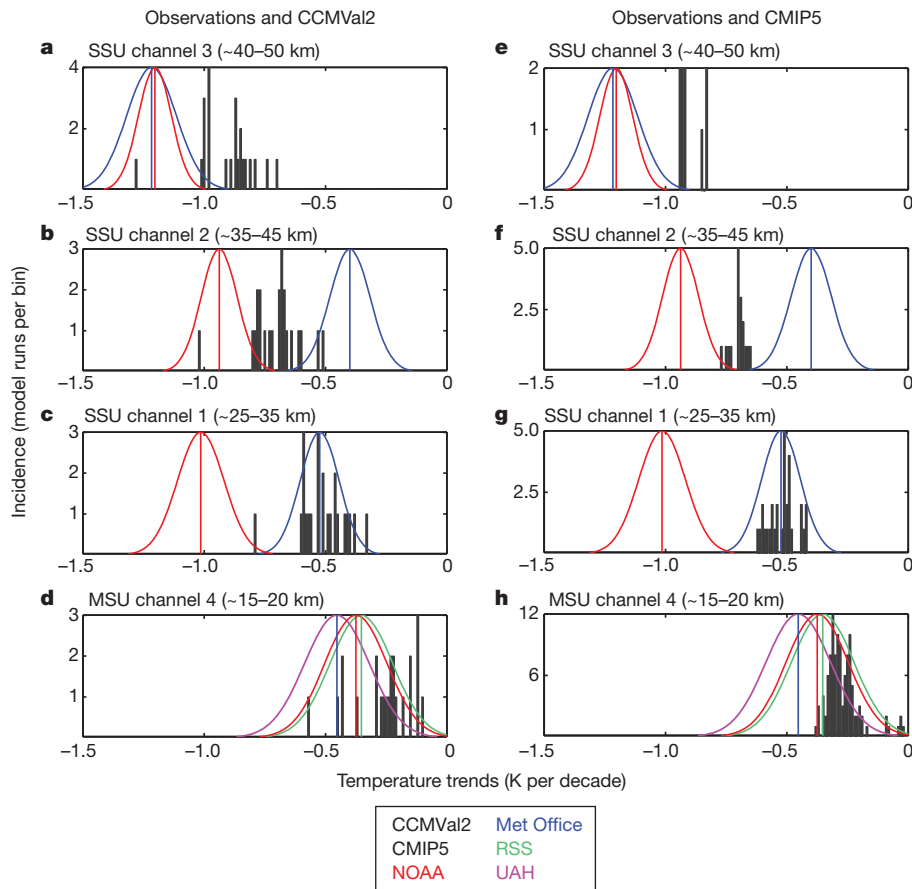 Observations and CCMVal2
Observations and CMIP5
a SSU channel 3 (~40–50 km)
4
2
−1.5 −1.0 −0.5 0
e SSU channel 3 (~40–50 km)
2
1
−1.5 −1.0 −0.5 0
b SSU channel 2 (~35–45 km)
3
2
1
−1.5 −1.0 −0.5 0
f SSU channel 2 (~35–45 km)
5.0
2.5
−1.5 −1.0 −0.5 0
c SSU channel 1 (~25–35 km)
3
2
1
−1.5 −1.0 −0.5 0
g SSU channel 1 (~25–35 km)
5.0
2.5
−1.5 −1.0 −0.5 0
d MSU channel 4 (~15–20 km)
3
2
1
−1.5 −1.0 −0.5 0
h MSU channel 4 (~15–20 km)
12
6
−1.5 −1.0 −0.5 0
Incidence (model runs per bin)
Temperature trends (K per decade)
CCMVal2 Met Office
CMIP5 RSS
NOAA UAH